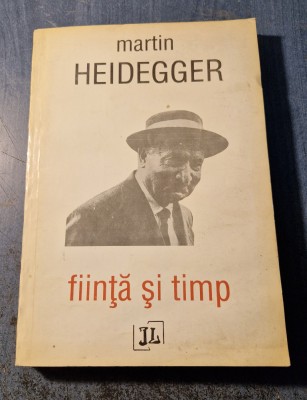 martin
HEIDEGGER
fiinţă şi timp
JL